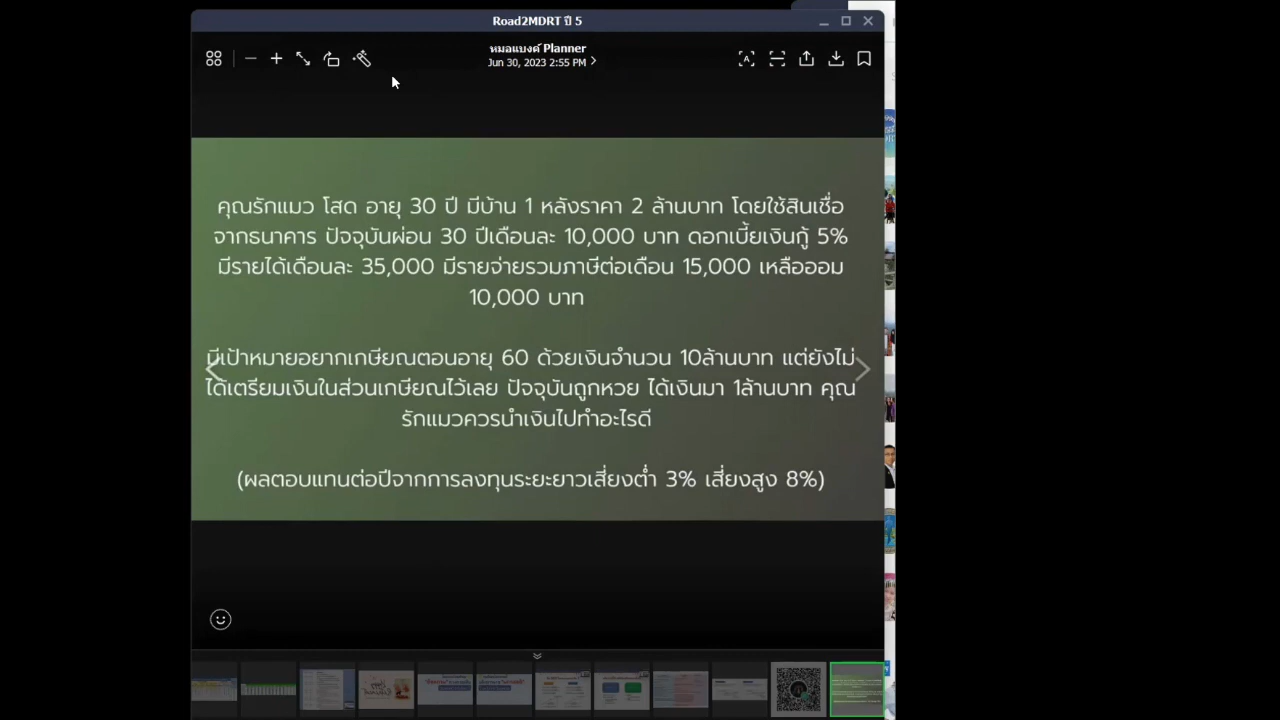 Road2MDRT ปี 5
หมอแบงค์ Planner
Jun 30, 2023 2:55 PM
คุณรักแมว โสด อายุ 30 ปี มีบ้าน 1 หลังราคา 2 ล้านบาท โดยใช้สินเชื่อ
จากธนาคาร ปัจจุบันผ่อน 30 ปีเดือนละ 10,000 บาท ดอกเบี้ยเงินกู้ 5%
มีรายได้เดือนละ 35,000 มีรายจ่ายรวมภาษีต่อเดือน 15,000 เหลือออม
10,000 บาท
มีเป้าหมายอยากเกษียณตอนอายุ 60 ด้วยเงินจำนวน 10ล้านบาท แต่ยังไม่
ได้เตรียมเงินในส่วนเกษียณไว้เลย ปัจจุบันถูกหวย ได้เงินมา 1ล้านบาท คุณ
รักแมวควรนำเงินไปทำอะไรดี
(ผลตอบแทนต่อปีจากการลงทุนระยะยาวเสี่ยงต่ำ 3% เสี่ยงสูง 8%)